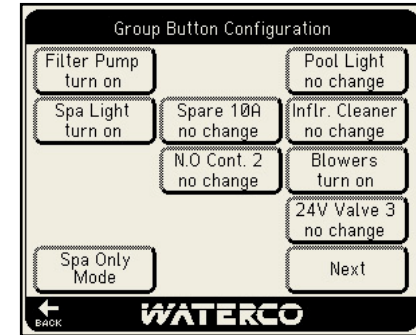 Group Button Configuration
Filter Pump
turn on
Pool Light
no change
Spa Light
turn on
Spare 10A
no change
Inflr. Cleaner
no change
N.O Cont. 2
no change
Blowers
turn on
24V Valve 3
no change
Spa Only
Mode
Next
BACK
WATERCO